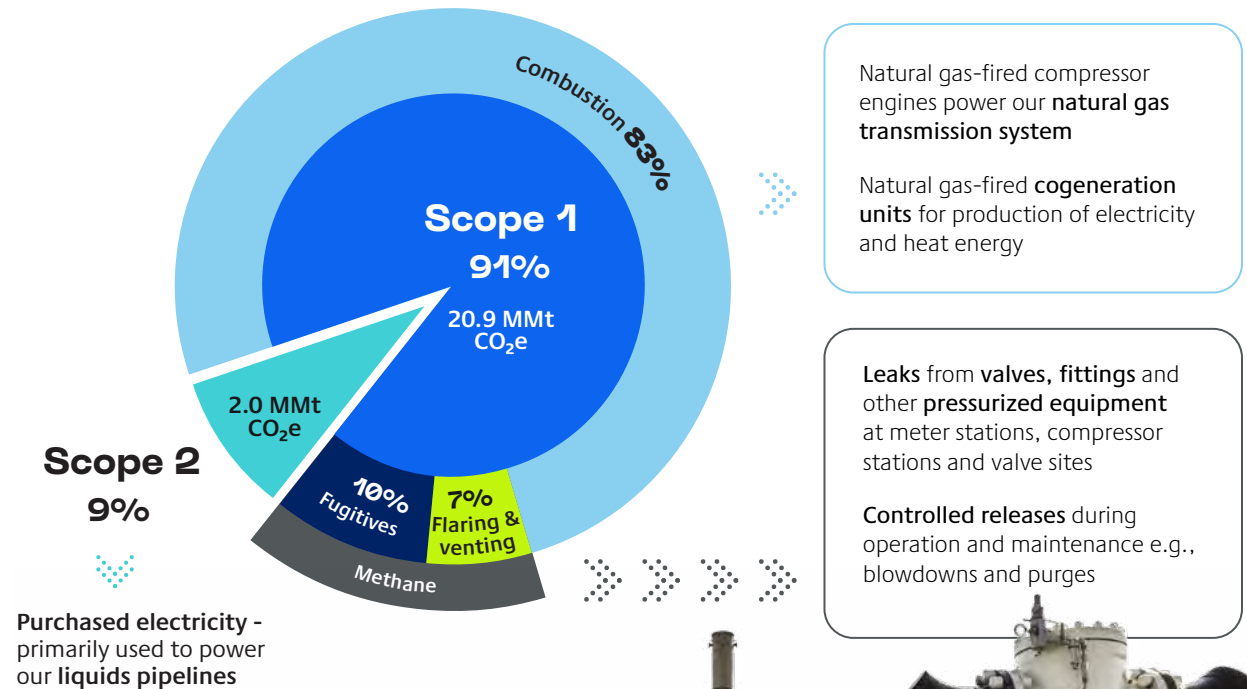 Combustion 83%
Scope 1
91%
20.9 MMt
CO₂e
2.0 MMt
CO₂e
Scope 2
9%
10%
Fugitives
7%
Flaring &
venting
Methane
Purchased electricity -
primarily used to power
our liquids pipelines
Natural gas-fired compressor
engines power our natural gas
transmission system
Natural gas-fired cogeneration
units for production of electricity
and heat energy
Leaks from valves, fittings and
other pressurized equipment
at meter stations, compressor
stations and valve sites
Controlled releases during
operation and maintenance e.g.,
blowdowns and purges